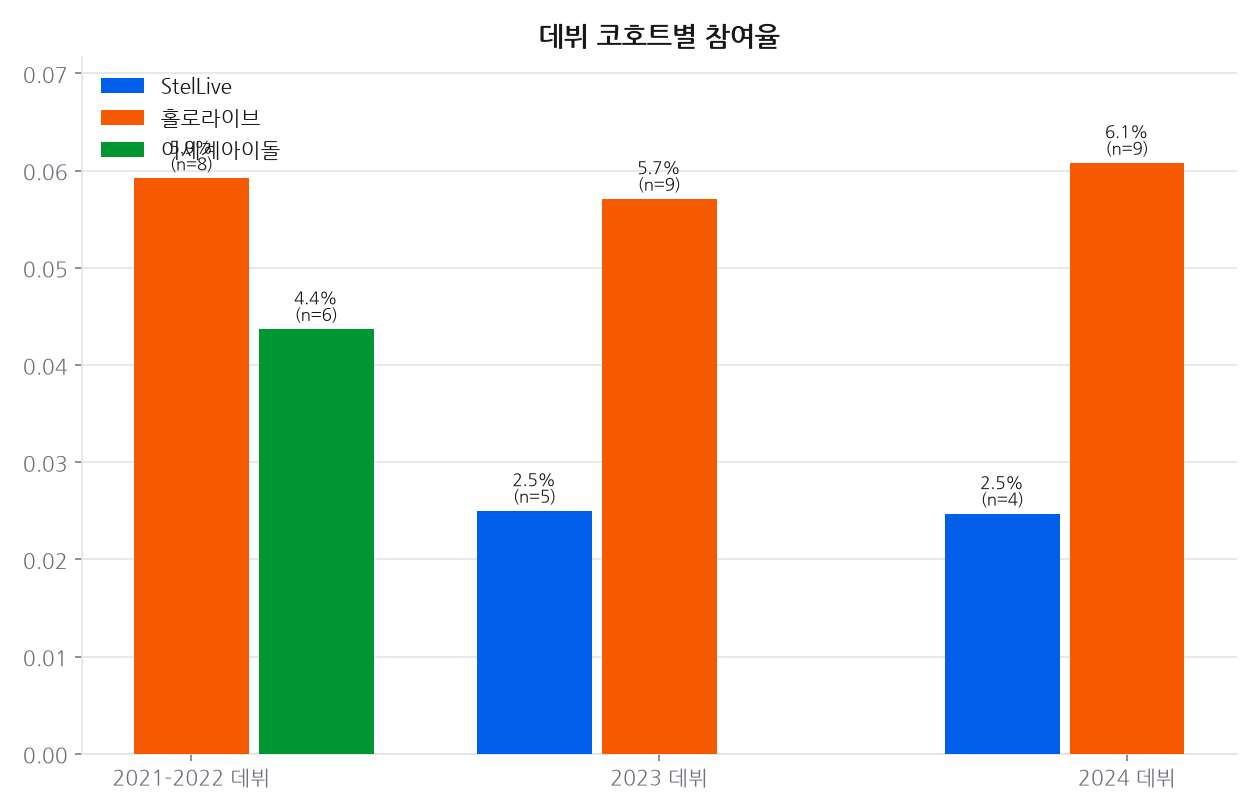 데뷔 코호트별 참여율
0.07
0.06
0.05
0.04
0.03
0.02
0.01
0.00
StelLive
홀로라이브
이세계아이돌
(n=8)
4.4%
(n=6)
2.5%
(n=5)
5.7%
(n=9)
2.5%
(n=4)
6.1%
(n=9)
2021-2022 데뷔
2023 데뷔
2024 데뷔